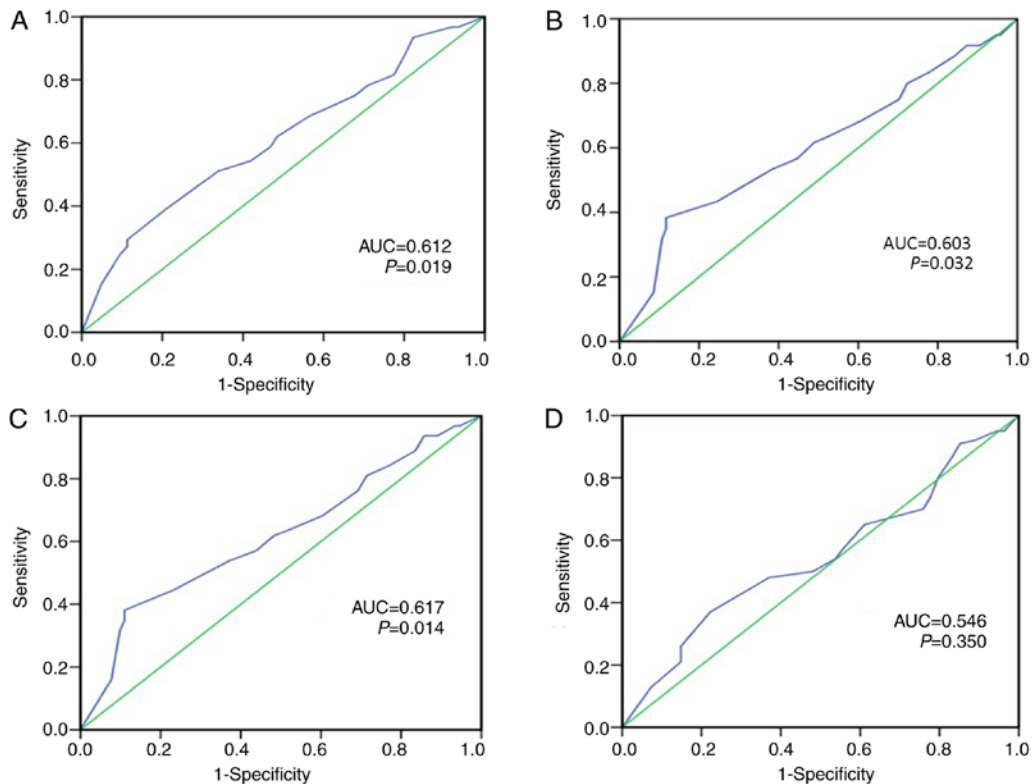 A
1.0
0.8
0.6
0.4
0.2
0.0
Sensitivity
AUC=0.612
P=0.019
0.0 0.2 0.4 0.6 0.8 1.0
1-Specificity
B
1.0
0.8
0.6
0.4
0.2
0.0
Sensitivity
AUC=0.603
P=0.032
0.0 0.2 0.4 0.6 0.8 1.0
1-Specificity
C
1.0
0.8
0.6
0.4
0.2
0.0
Sensitivity
AUC=0.617
P=0.014
0.0 0.2 0.4 0.6 0.8 1.0
1-Specificity
D
1.0
0.8
0.6
0.4
0.2
0.0
Sensitivity
AUC=0.546
P=0.350
0.0 0.2 0.4 0.6 0.8 1.0
1-Specificity